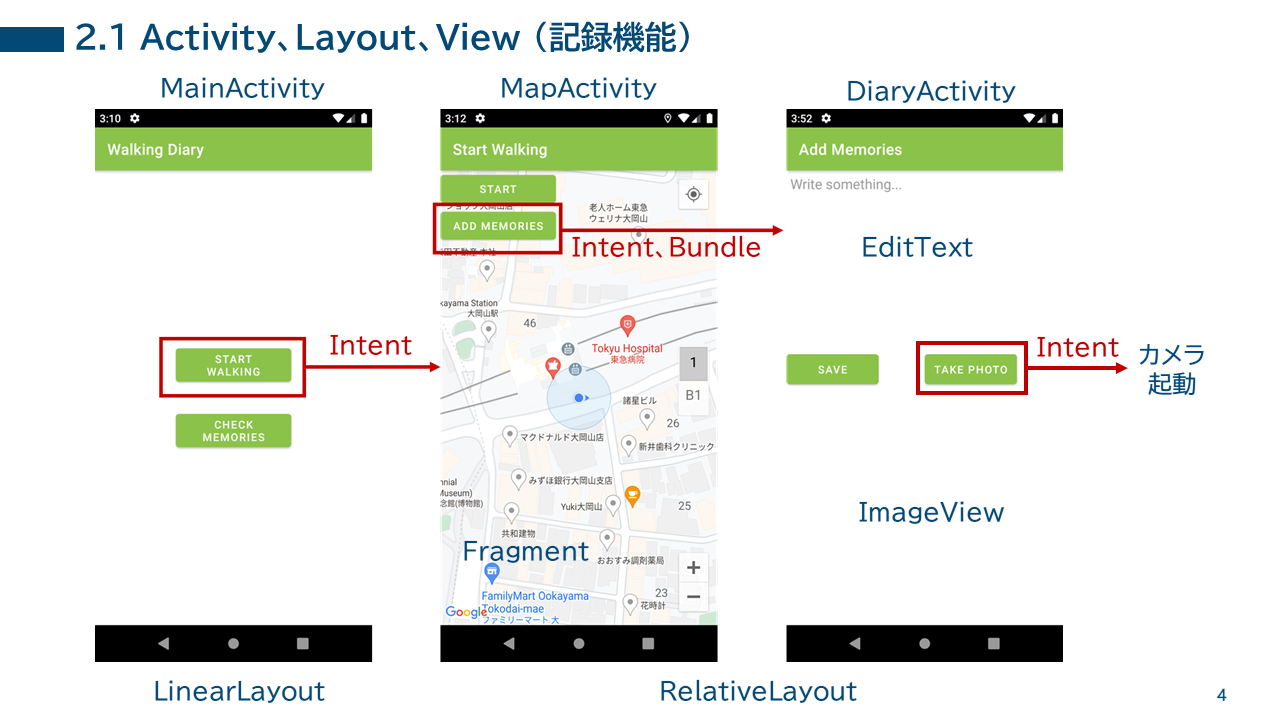 2.1 Activity、Layout、View（記録機能）
MainActivity
MapActivity
DiaryActivity
3:10
Walking Diary
START
WALKING
CHECK
MEMORIES
Intent
3:12
Start Walking
START
老人ホーム東急
ウェリナ大岡山
ADD MEMORIES
Intent、Bundle
kayama Station
大岡山駅
46
Tokyu Hospital
東急病院
1
B1
諸星ビル
26
マクドナルド大岡山店
新井歯科クリニック
みずほ銀行大岡山支店
nnial
Museum)
念館(博物館)
Yuki大岡山
25
共和建物
Fragment
おおすみ調剤薬局
+
−
23
花時計
FamilyMart Ookayama
Tokodai-mae
ファミリーマート 大
Google
3:52
Add Memories
Write something...
EditText
SAVE
TAKE PHOTO
Intent
カメラ
起動
ImageView
LinearLayout
RelativeLayout
4